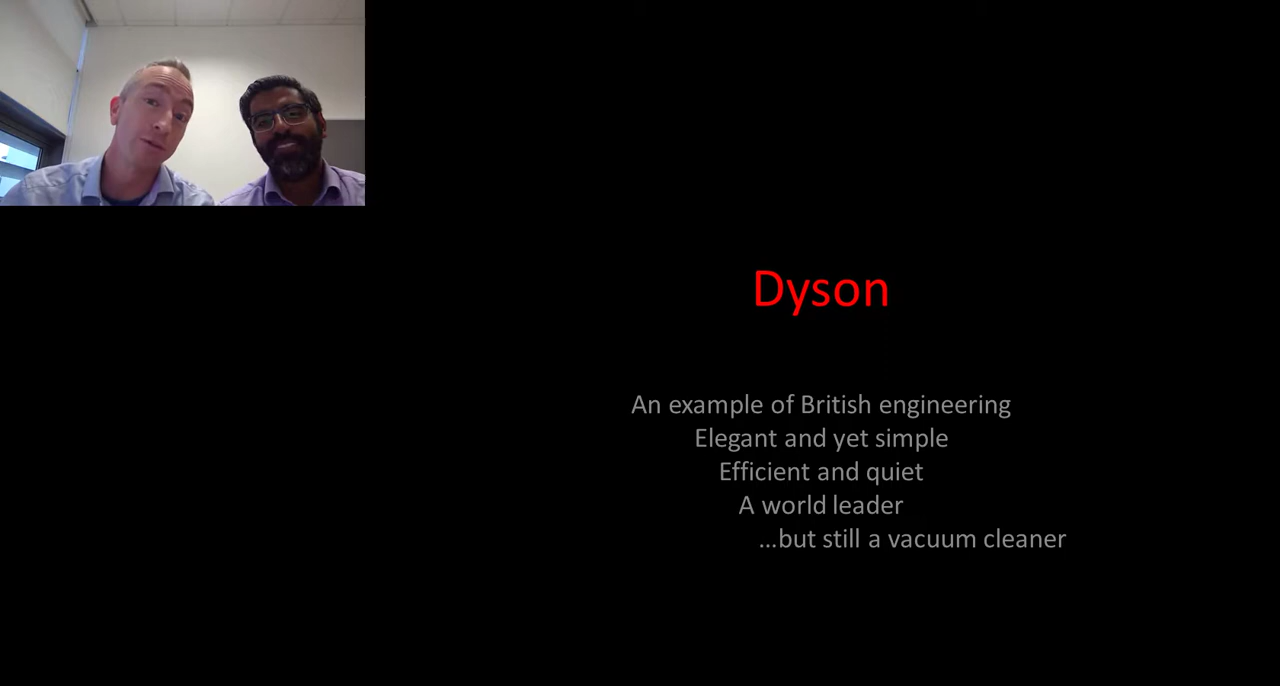 Dyson
An example of British engineering
Elegant and yet simple
Efficient and quiet
A world leader
...but still a vacuum cleaner